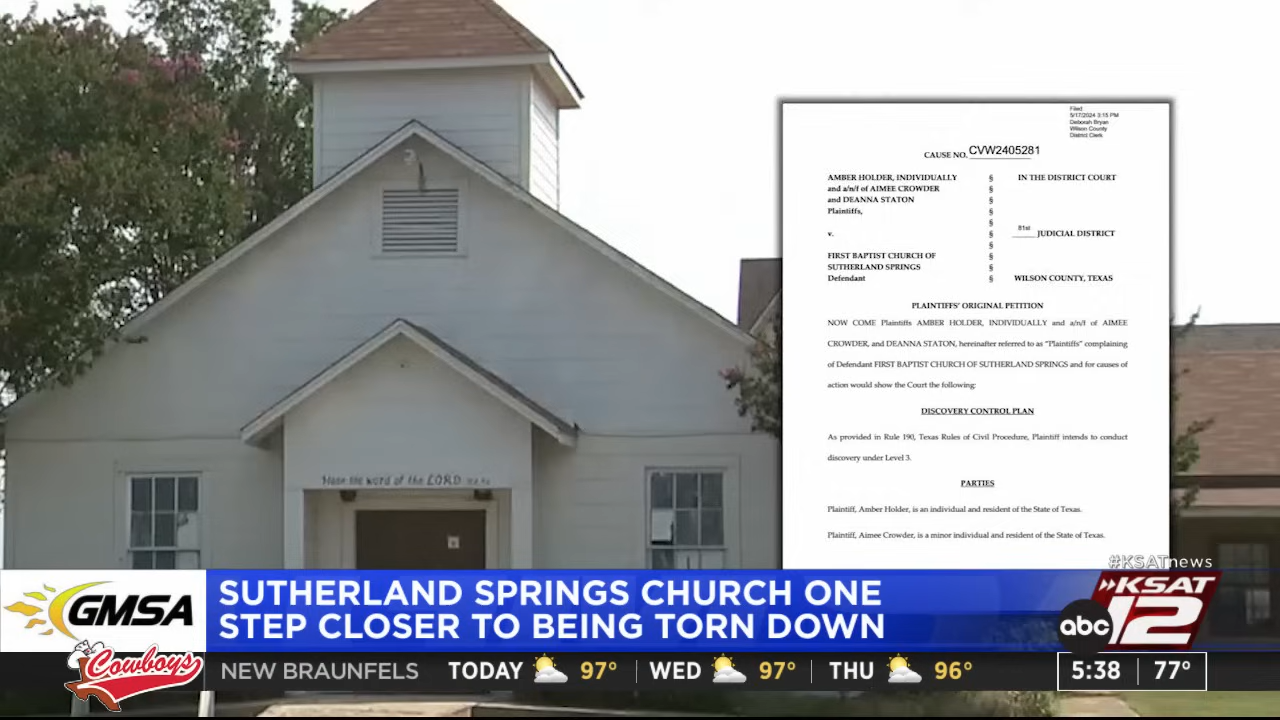 Filed
5/17/2024 3:15 PM
Deborah Bryan
Wilson County
District Clerk
CAUSE NO. CVW2405281
AMBER HOLDER, INDIVIDUALLY § IN THE DISTRICT COURT
and a/n/f of AIMEE CROWDER §
and DEANNA STATON §
Plaintiffs, §
§
v. § 81st JUDICIAL DISTRICT
§
FIRST BAPTIST CHURCH OF §
SUTHERLAND SPRINGS §
Defendant § WILSON COUNTY, TEXAS
PLAINTIFFS' ORIGINAL PETITION
NOW COME Plaintiffs AMBER HOLDER, INDIVIDUALLY and a/n/f of AIMEE
CROWDER, and DEANNA STATON, hereinafter referred to as "Plaintiffs" complaining
of Defendant FIRST BAPTIST CHURCH OF SUTHERLAND SPRINGS and for causes of
action would show the Court the following:
DISCOVERY CONTROL PLAN
As provided in Rule 190, Texas Rules of Civil Procedure, Plaintiff intends to conduct
discovery under Level 3.
PARTIES
Plaintiff, Amber Holder, is an individual and resident of the State of Texas.
Plaintiff, Aimee Crowder, is a minor individual and resident of the State of Texas.
the word of the LORD
#KSATnews
GMSA
SUTHERLAND SPRINGS CHURCH ONE
STEP CLOSER TO BEING TORN DOWN
abc
KSAT
12
Cowboys
NEW BRAUNFELS TODAY 97° WED 97° THU 96° 5:38 77°